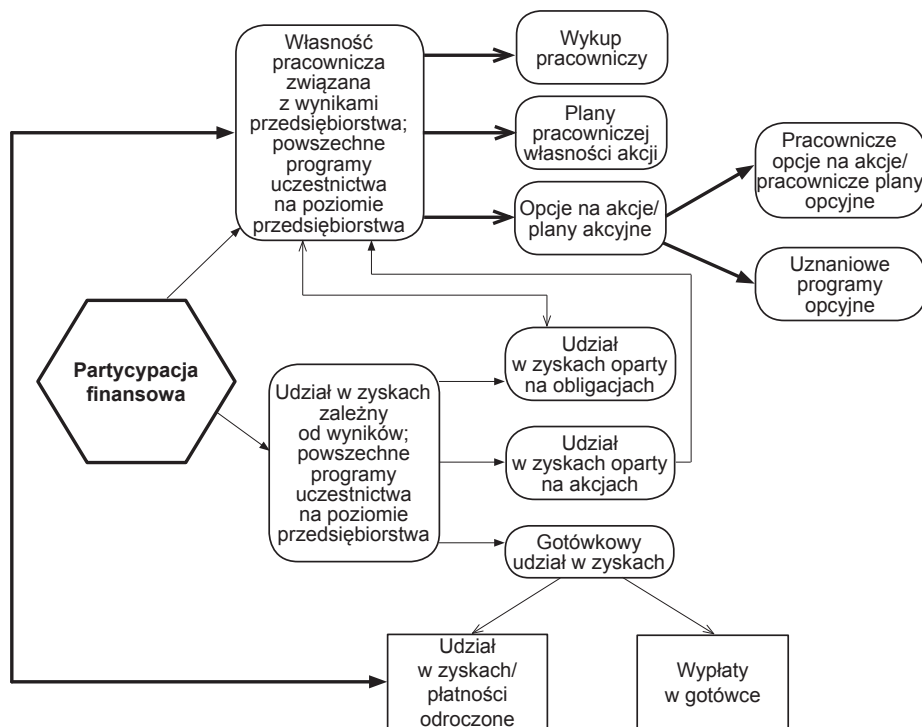 Własność
pracownicza
związana
z wynikami
przedsiębiorstwa;
powszechne
programy
uczestnictwa
na poziomie
przedsiębiorstwa
Wykup
pracowniczy
Plany
pracowniczej
własności akcji
Opcje na akcje/
plany akcyjne
Pracownicze
opcje na akcje/
pracownicze plany
opcyjne
Uznaniowe
programy
opcyjne
Partycypacja
finansowa
Udział w zyskach
zależny
od wyników;
powszechne
programy
uczestnictwa
na poziomie
przedsiębiorstwa
Udział
w zyskach oparty
na obligacjach
Udział
w zyskach oparty
na akcjach
Gotówkowy
udział w zyskach
Udział
w zyskach/
płatności
odroczone
Wypłaty
w gotówce